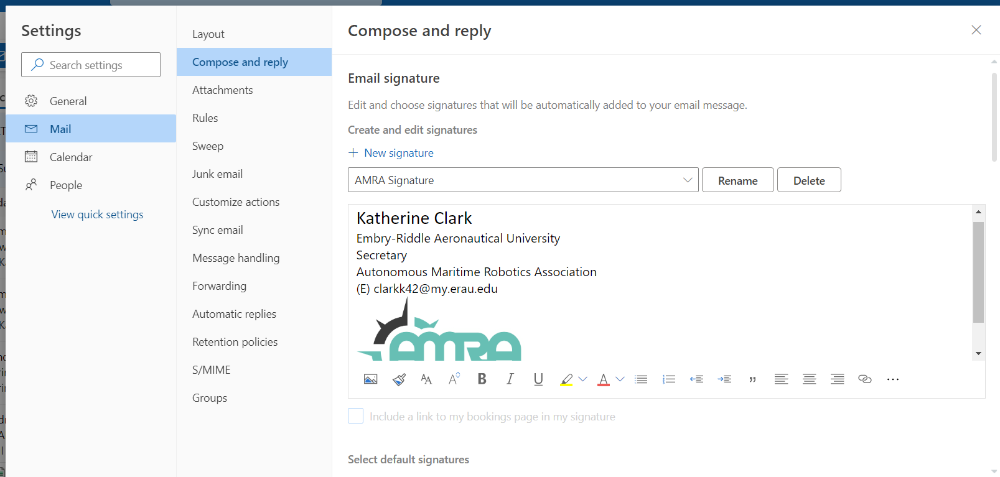 Settings
Search settings
General
Mail
Calendar
People
View quick settings
Layout
Compose and reply
Attachments
Rules
Sweep
Junk email
Customize actions
Sync email
Message handling
Forwarding
Automatic replies
Retention policies
S/MIME
Groups
Compose and reply
Email signature
Edit and choose signatures that will be automatically added to your email message.
Create and edit signatures
New signature
AMRA Signature
Rename
Delete
Katherine Clark
Embry-Riddle Aeronautical University
Secretary
Autonomous Maritime Robotics Association
(E) clarkk42@my.erau.edu
AMRA
Include a link to my bookings page in my signature
Select default signatures